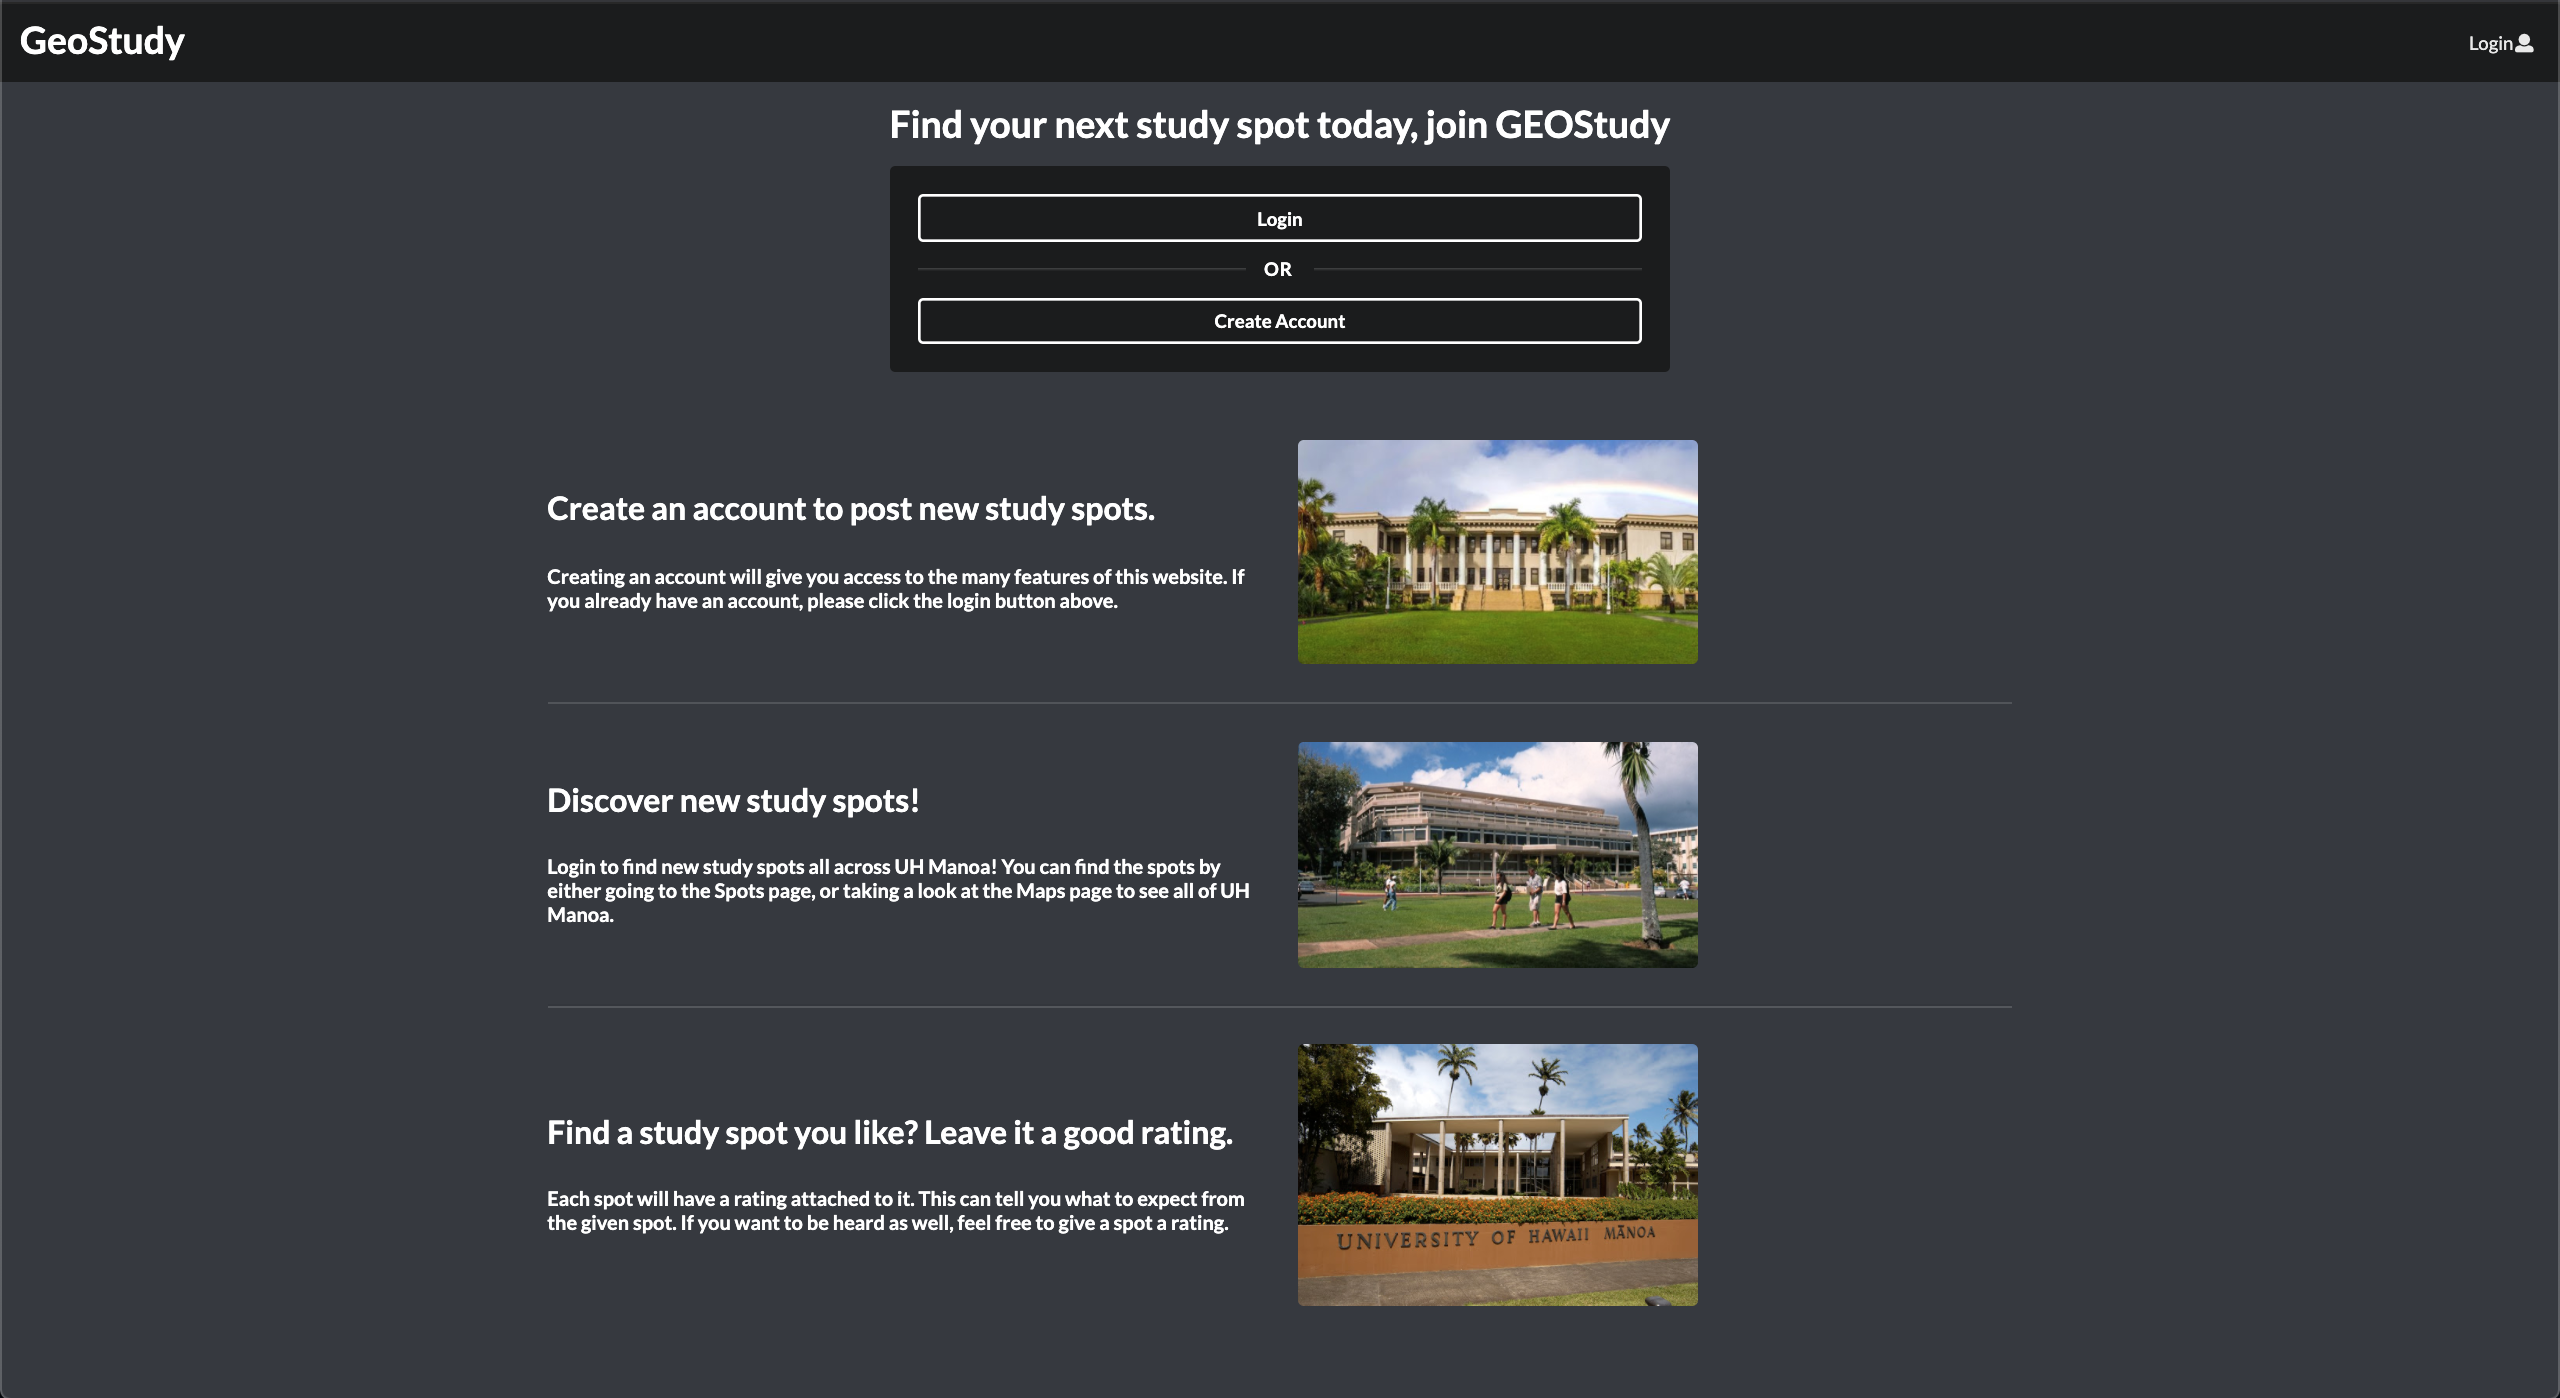 GeoStudy
Login
Find your next study spot today, join GEOStudy
Login
OR
Create Account
Create an account to post new study spots.
Creating an account will give you access to the many features of this website. If
you already have an account, please click the login button above.
Discover new study spots!
Login to find new study spots all across UH Manoa! You can find the spots by
either going to the Spots page, or taking a look at the Maps page to see all of UH
Manoa.
Find a study spot you like? Leave it a good rating.
Each spot will have a rating attached to it. This can tell you what to expect from
the given spot. If you want to be heard as well, feel free to give a spot a rating.
UNIVERSITY OF HAWAII MĀNOA